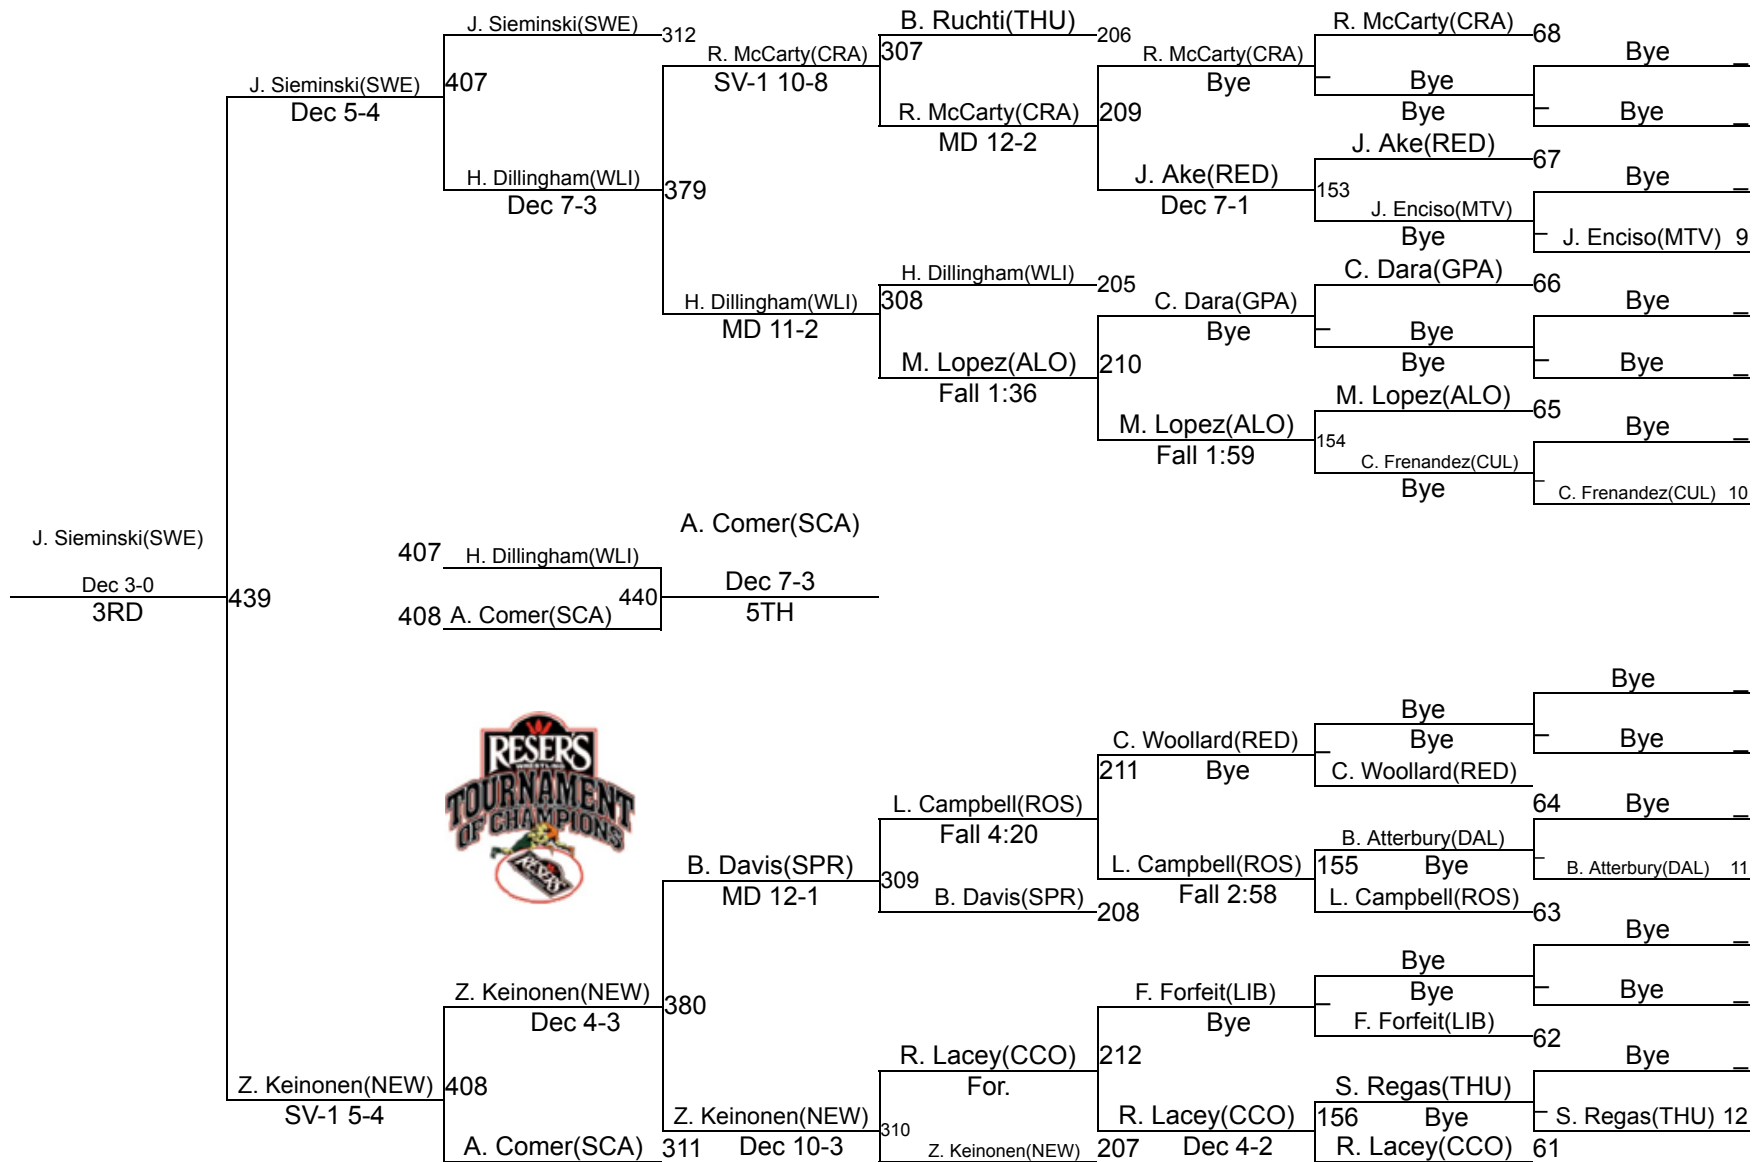 J. Sieminski(SWE) 312 B. Ruchti(THU) 206 R. McCarty(CRA) 68
R. McCarty(CRA) 307 R. McCarty(CRA) Bye _
J. Sieminski(SWE) 407 SV-1 10-8 Bye _ Bye
Dec 5-4 R. McCarty(CRA) 209 Bye _ Bye _
MD 12-2 J. Ake(RED) 67
H. Dillingham(WLI) 379 J. Ake(RED) 153 Bye _
Dec 7-3 Dec 7-1 J. Enciso(MTV)
Bye _ J. Enciso(MTV) 9
H. Dillingham(WLI) 205 C. Dara(GPA) 66
H. Dillingham(WLI) 308 C. Dara(GPA) Bye _
MD 11-2 Bye _ Bye
M. Lopez(ALO) 210 Bye _ Bye _
Fall 1:36 M. Lopez(ALO) 65
M. Lopez(ALO) 154 Bye _
Fall 1:59 C. Frenandez(CUL)
Bye _ C. Frenandez(CUL) 10
J. Sieminski(SWE) A. Comer(SCA)
407 H. Dillingham(WLI)
Dec 3-0 439 440 Dec 7-3
3RD 408 A. Comer(SCA) 5TH
Bye _
Bye
C. Woollard(RED) _ Bye _ Bye _
211 Bye C. Woollard(RED)
RESER'S
WRESTLING
TOURNAMENT
OF CHAMPIONS
RESER'S
L. Campbell(ROS) 64 Bye _
Fall 4:20 B. Atterbury(DAL)
B. Davis(SPR) 309 L. Campbell(ROS) 155 Bye _ B. Atterbury(DAL) 11
MD 12-1 B. Davis(SPR) 208 Fall 2:58 L. Campbell(ROS) 63
Bye _
Bye
Z. Keinonen(NEW) 380 F. Forfeit(LIB) _ Bye _ Bye _
Dec 4-3 Bye F. Forfeit(LIB) 62
R. Lacey(CCO) 212 Bye _
Z. Keinonen(NEW) 408 For. S. Regas(THU)
SV-1 5-4 Z. Keinonen(NEW) 310 R. Lacey(CCO) 156 Bye _ S. Regas(THU) 12
A. Comer(SCA) 311 Dec 10-3 Z. Keinonen(NEW) 207 Dec 4-2 R. Lacey(CCO) 61